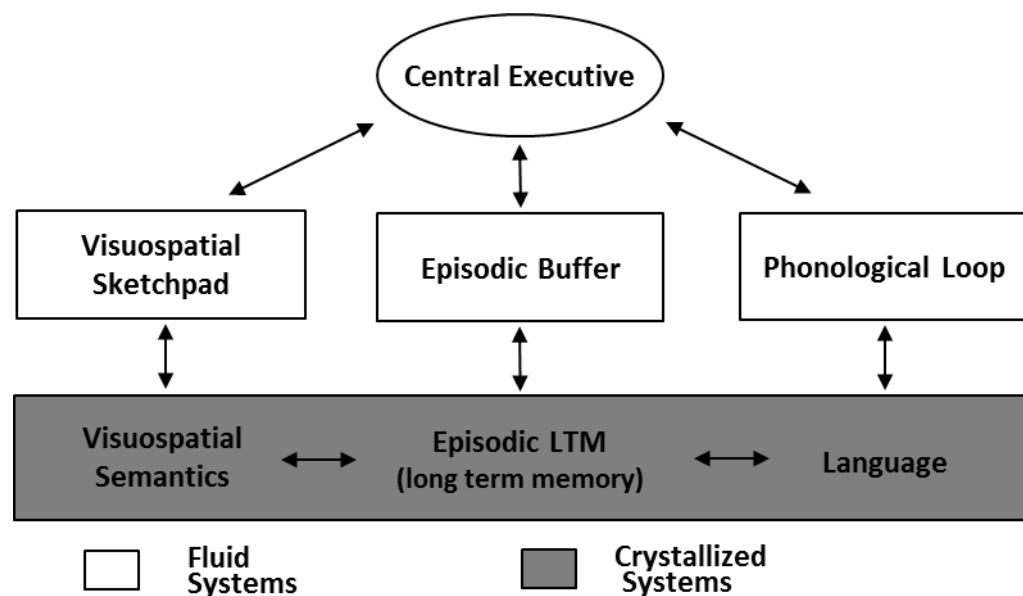 Central Executive
Visuospatial
Sketchpad
Episodic Buffer
Phonological Loop
Visuospatial
Semantics
Episodic LTM
(long term memory)
Language
Fluid
Systems
Crystallized
Systems